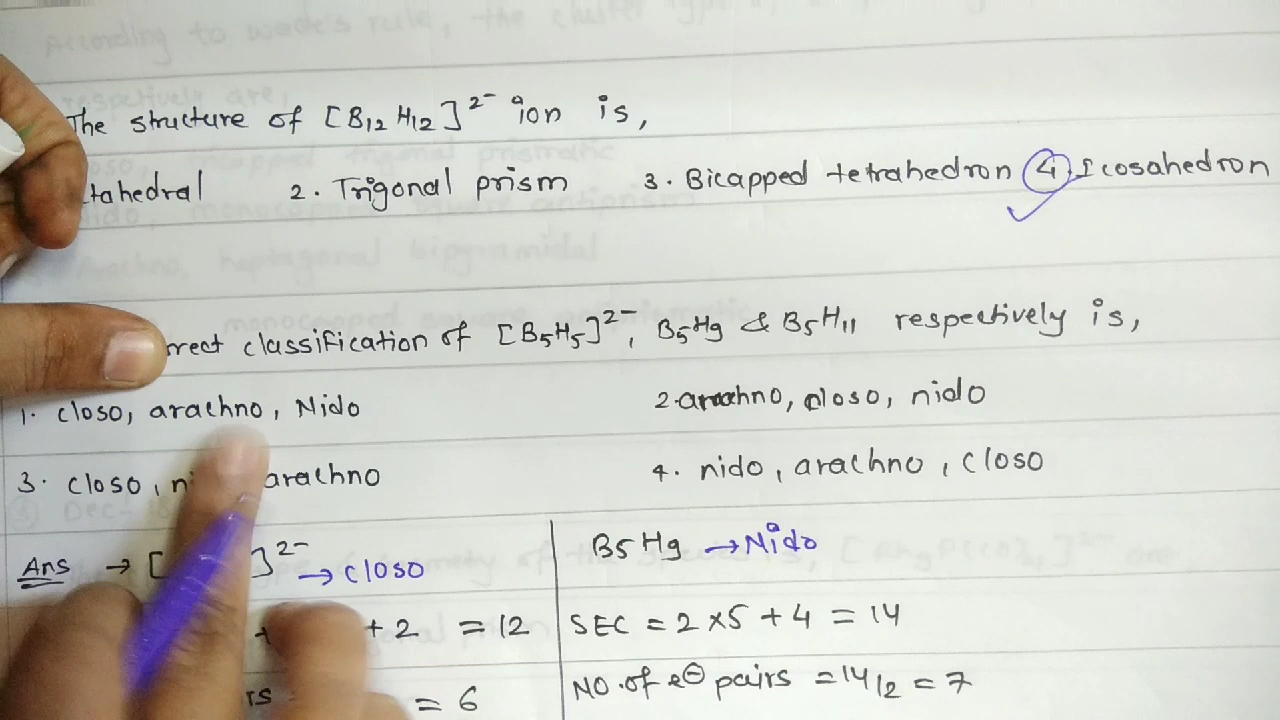 The structure of [B12 H12]2- ion is,
tahedral 2. Trigonal prism 3. Bicapped tetrahedron 4. Icosahedron
rrect classification of [B5H5]2-, B5H9 & B5H11 respectively is,
1. closo, arachno, Nido 2. arachno, closo, nido
3. closo, ni arachno 4. nido, arachno, closo
Ans → [ ]2- → closo
+ 2 = 12
= 6
B5H9 → Nido
SEC = 2×5 + 4 = 14
NO. of e⊖ pairs = 14/2 = 7